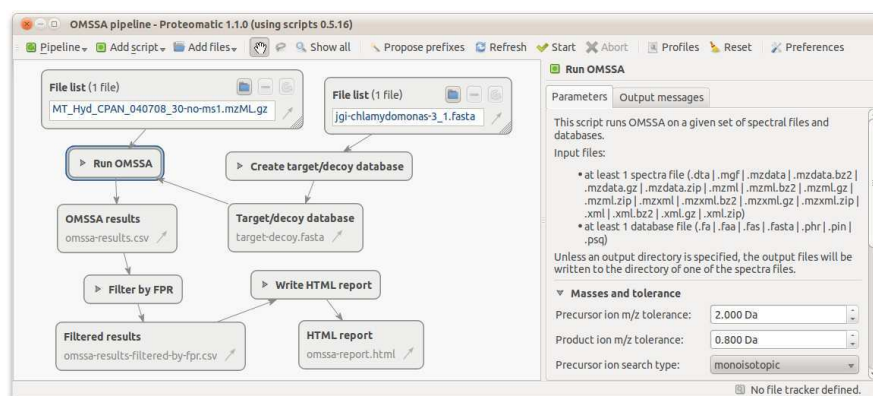 OMSSA pipeline - Proteomatic 1.1.0 (using scripts 0.5.16)
Pipeline Add script Add files Show all Propose prefixes Refresh Start Abort Profiles Reset Preferences
File list (1 file)
MT_Hyd_CPAN_040708_30-no-ms1.mzML.gz
File list (1 file)
jgi-chlamydomonas-3_1.fasta
Run OMSSA
Create target/decoy database
OMSSA results
omssa-results.csv
Target/decoy database
target-decoy.fasta
Filter by FPR
Write HTML report
Filtered results
omssa-results-filtered-by-fpr.csv
HTML report
omssa-report.html
Run OMSSA
Parameters Output messages
This script runs OMSSA on a given set of spectral files and
databases.
Input files:
• at least 1 spectra file (.dta | .mgf | .mzdata | .mzdata.bz2 |
.mzdata.gz | .mzdata.zip | .mzml | .mzml.bz2 | .mzml.gz |
.mzml.zip | .mzxml | .mzxml.bz2 | .mzxml.gz | .mzxml.zip |
.xml | .xml.bz2 | .xml.gz | .xml.zip)
• at least 1 database file (.fa | .faa | .fas | .fasta | .phr | .pin |
.psq)
Unless an output directory is specified, the output files will be
written to the directory of one of the spectra files.
Masses and tolerance
Precursor ion m/z tolerance: 2.000 Da
Product ion m/z tolerance: 0.800 Da
Precursor ion search type: monoisotopic
No file tracker defined.